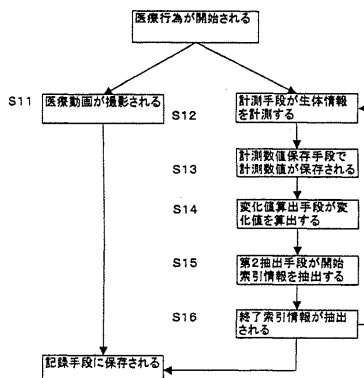 医療行為が開始される
S11
医療動画が撮影される
S12
計測手段が生体情報
を計測する
S13
計測数値保存手段で
計測数値が保存される
S14
変化値算出手段が変
化値を算出する
S15
第2抽出手段が開始
索引情報を抽出する
S16
終了索引情報が抽出
される
記録手段に保存される